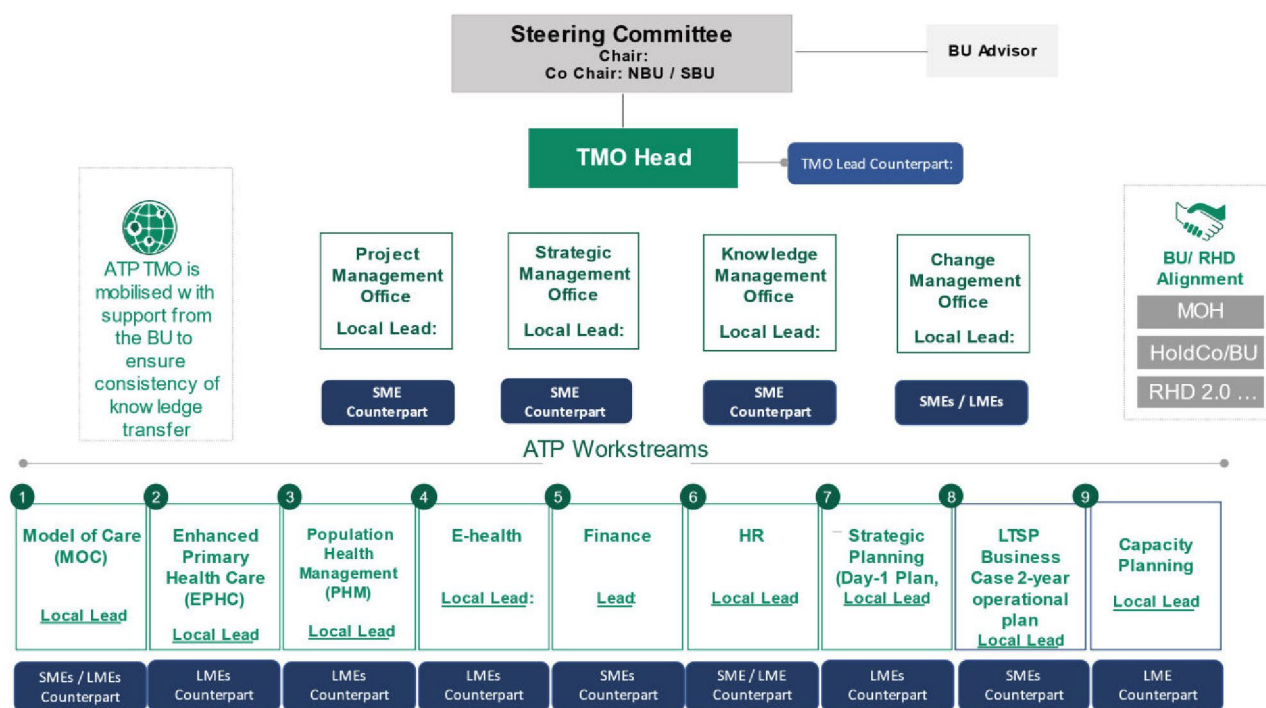 Steering Committee
Chair:
Co Chair: NBU / SBU
BU Advisor
TMO Head
TMO Lead Counterpart:
ATP TMO is
mobilised with
support from
the BU to
ensure
consistency of
knowledge
transfer
Project
Management
Office
Local Lead:
Strategic
Management
Office
Local Lead:
Knowledge
Management
Office
Local Lead:
Change
Management
Office
Local Lead:
BU/ RHD
Alignment
MOH
HoldCo/BU
RHD 2.0 ...
SME
Counterpart
SME
Counterpart
SME
Counterpart
SMEs / LMEs
ATP Workstreams
1
Model of Care
(MOC)
Local Lead
2
Enhanced
Primary
Health Care
(EPHC)
Local Lead
3
Population
Health
Management
(PHM)
Local Lead
4
E-health
Local Lead:
5
Finance
Lead:
6
HR
Local Lead
7
Strategic
Planning
(Day-1 Plan,
Local Lead
8
LTSP
Business
Case 2-year
operational
plan
Local Lead
9
Capacity
Planning
Local Lead
SMEs / LMEs
Counterpart
LMEs
Counterpart
LMEs
Counterpart
LMEs
Counterpart
SMEs
Counterpart
SME / LME
Counterpart
LMEs
Counterpart
SMEs
Counterpart
LME
Counterpart